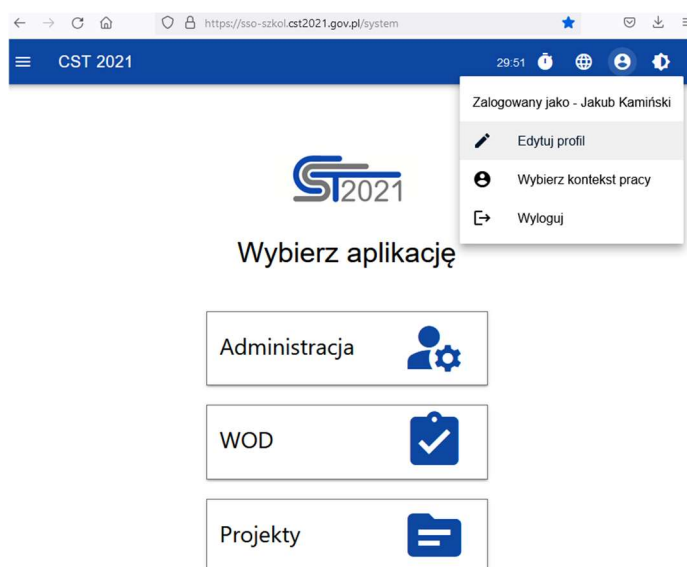 https://sso-szkol.cst2021.gov.pl/system
CST 2021
29:51
Zalogowany jako - Jakub Kamiński
Edytuj profil
Wybierz kontekst pracy
Wyloguj
CST2021
Wybierz aplikację
Administracja
WOD
Projekty